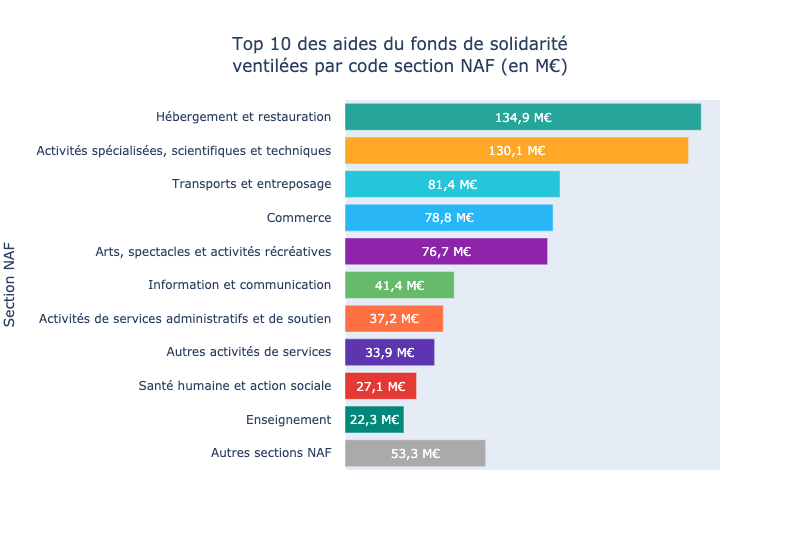 Top 10 des aides du fonds de solidarité
ventilées par code section NAF (en M€)
Section NAF
Hébergement et restauration 134,9 M€
Activités spécialisées, scientifiques et techniques 130,1 M€
Transports et entreposage 81,4 M€
Commerce 78,8 M€
Arts, spectacles et activités récréatives 76,7 M€
Information et communication 41,4 M€
Activités de services administratifs et de soutien 37,2 M€
Autres activités de services 33,9 M€
Santé humaine et action sociale 27,1 M€
Enseignement 22,3 M€
Autres sections NAF 53,3 M€